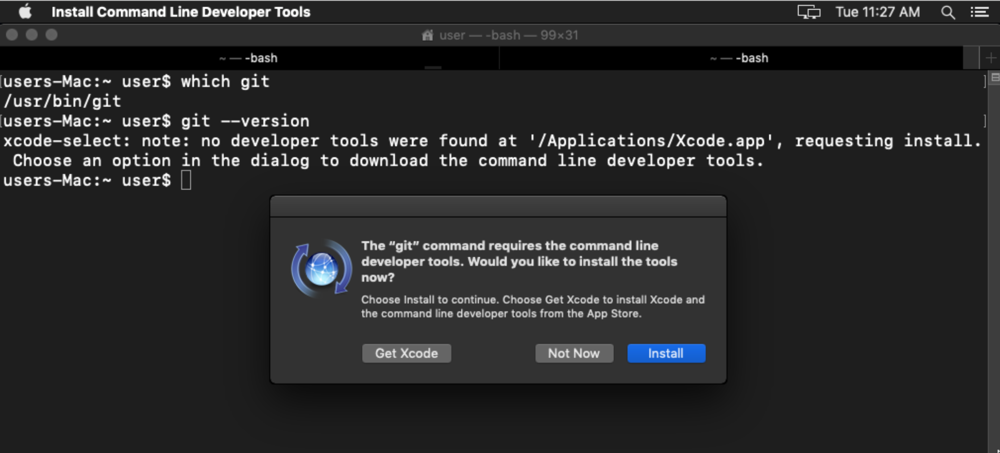 Install Command Line Developer Tools Tue 11:27 AM
user — -bash — 99×31
~ — -bash ~ — -bash
[users-Mac:~ user$ which git ]
/usr/bin/git
[users-Mac:~ user$ git --version ]
xcode-select: note: no developer tools were found at '/Applications/Xcode.app', requesting install.
 Choose an option in the dialog to download the command line developer tools.
users-Mac:~ user$
The “git” command requires the command line
developer tools. Would you like to install the tools
now?
Choose Install to continue. Choose Get Xcode to install Xcode and
the command line developer tools from the App Store.
Get Xcode Not Now Install